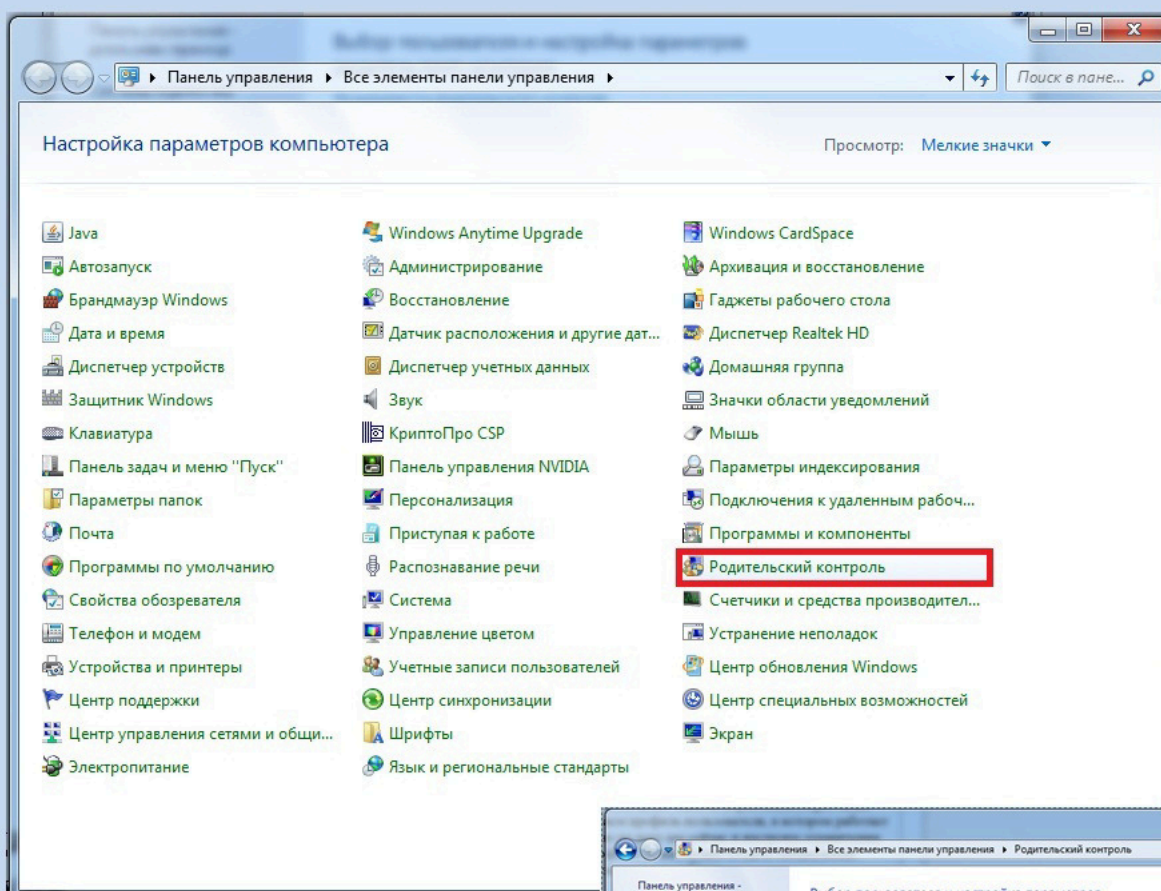 Панель управления ▸ Все элементы панели управления ▸
Поиск в пане...
Настройка параметров компьютера
Просмотр: Мелкие значки
Java
Windows Anytime Upgrade
Windows CardSpace
Автозапуск
Администрирование
Архивация и восстановление
Брандмауэр Windows
Восстановление
Гаджеты рабочего стола
Дата и время
Датчик расположения и другие дат...
Диспетчер Realtek HD
Диспетчер устройств
Диспетчер учетных данных
Домашняя группа
Защитник Windows
Звук
Значки области уведомлений
Клавиатура
КриптоПро CSP
Мышь
Панель задач и меню "Пуск"
Панель управления NVIDIA
Параметры индексирования
Параметры папок
Персонализация
Подключения к удаленным рабоч...
Почта
Приступая к работе
Программы и компоненты
Программы по умолчанию
Распознавание речи
Родительский контроль
Свойства обозревателя
Система
Счетчики и средства производител...
Телефон и модем
Управление цветом
Устранение неполадок
Устройства и принтеры
Учетные записи пользователей
Центр обновления Windows
Центр поддержки
Центр синхронизации
Центр специальных возможностей
Центр управления сетями и общи...
Шрифты
Экран
Электропитание
Язык и региональные стандарты
Панель управления ▸ Все элементы панели управления ▸ Родительский контроль
Панель управления -